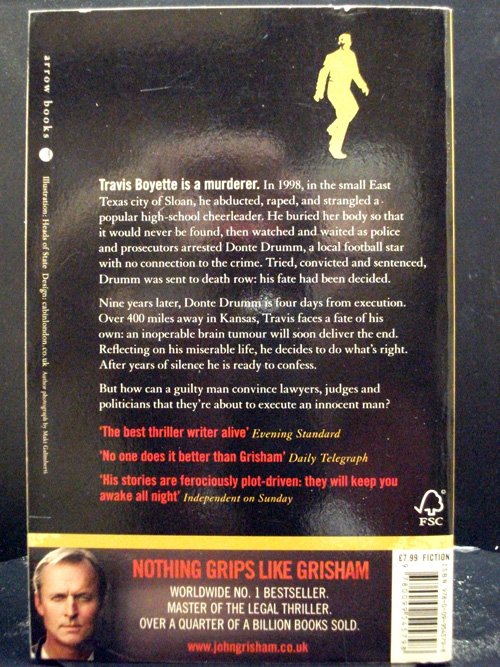 arrow books
Illustration: Heads of State Design: cabinlondon.co.uk Author photograph by Maki Galimberti
Travis Boyette is a murderer. In 1998, in the small East
Texas city of Sloan, he abducted, raped, and strangled a
popular high-school cheerleader. He buried her body so that
it would never be found, then watched and waited as police
and prosecutors arrested Donte Drumm, a local football star
with no connection to the crime. Tried, convicted and sentenced,
Drumm was sent to death row: his fate had been decided.
Nine years later, Donte Drumm is four days from execution.
Over 400 miles away in Kansas, Travis faces a fate of his
own: an inoperable brain tumour will soon deliver the end.
Reflecting on his miserable life, he decides to do what's right.
After years of silence he is ready to confess.
But how can a guilty man convince lawyers, judges and
politicians that they're about to execute an innocent man?
'The best thriller writer alive' Evening Standard
'No one does it better than Grisham' Daily Telegraph
'His stories are ferociously plot-driven: they will keep you
awake all night' Independent on Sunday
FSC
£7.99 FICTION
NOTHING GRIPS LIKE GRISHAM
WORLDWIDE NO. 1 BESTSELLER.
MASTER OF THE LEGAL THRILLER.
OVER A QUARTER OF A BILLION BOOKS SOLD.
www.johngrisham.co.uk